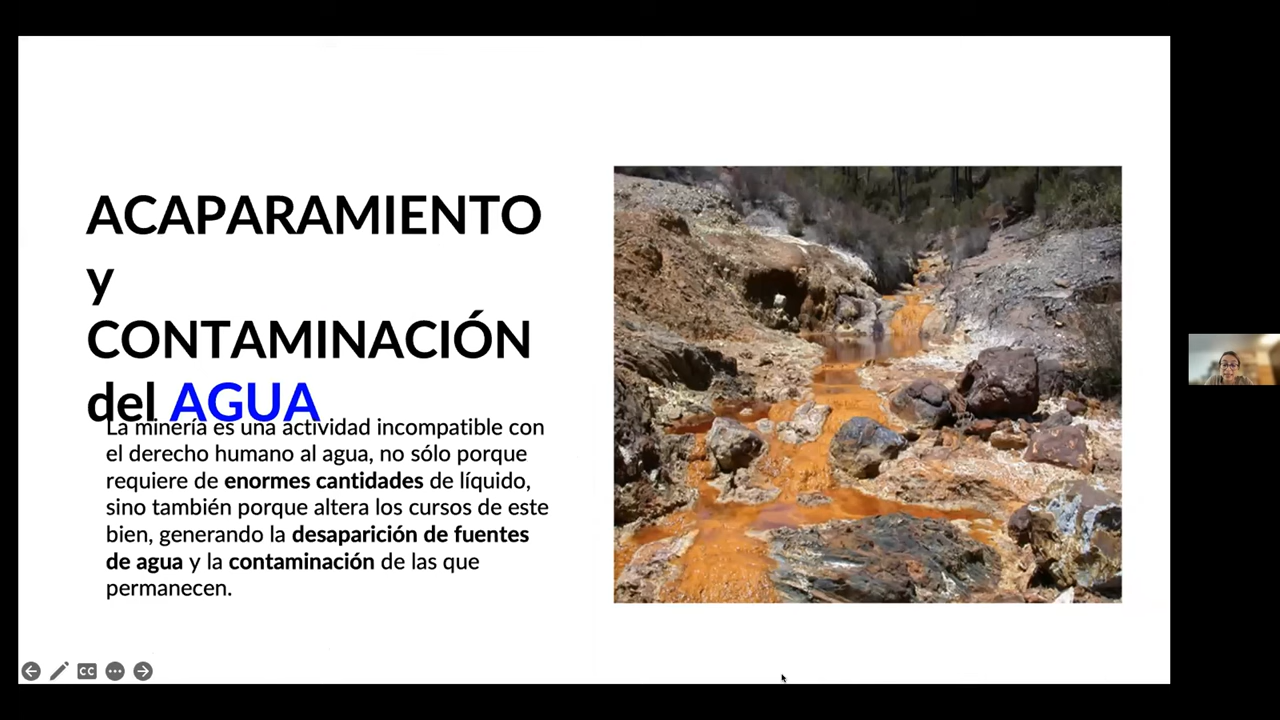 ACAPARAMIENTO
y
CONTAMINACIÓN
del AGUA
La minería es una actividad incompatible con
el derecho humano al agua, no sólo porque
requiere de enormes cantidades de líquido,
sino también porque altera los cursos de este
bien, generando la desaparición de fuentes
de agua y la contaminación de las que
permanecen.
CC